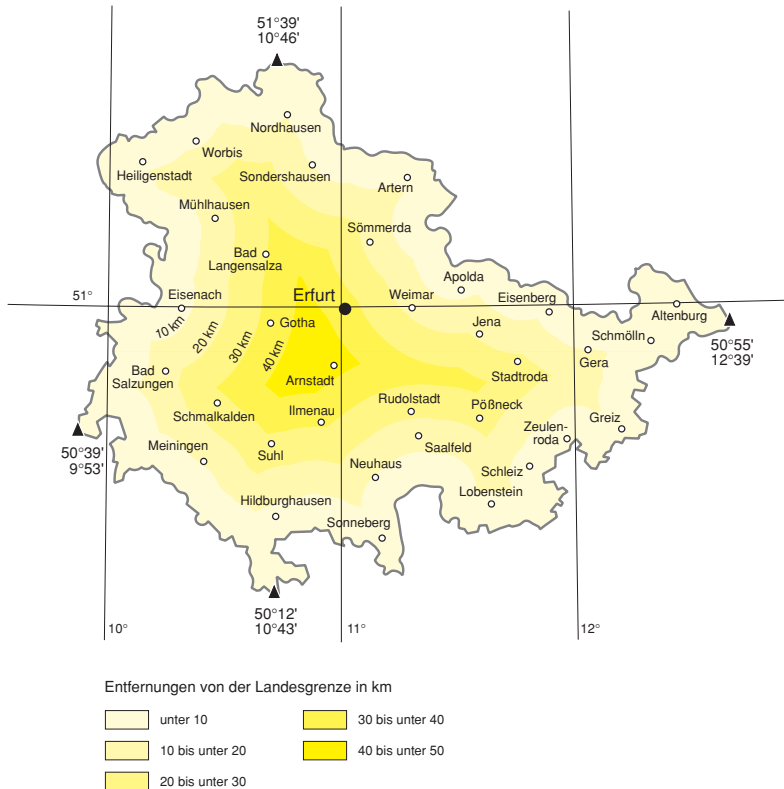 51°39'
10°46'
Nordhausen
Worbis
Heiligenstadt
Sondershausen
Artern
Mühlhausen
Sömmerda
Bad
Langensalza
Apolda
51°
Eisenach
Erfurt
Weimar
Eisenberg
Altenburg
10 km
20 km
30 km
40 km
Gotha
Jena
Schmölln
50°55'
12°39'
Bad
Salzungen
Arnstadt
Stadtroda
Gera
Schmalkalden
Ilmenau
Rudolstadt
Pößneck
Greiz
Zeulen-
roda
50°39'
9°53'
Meiningen
Suhl
Saalfeld
Neuhaus
Schleiz
Lobenstein
Hildburghausen
Sonneberg
50°12'
10°43'
10°
11°
12°
Entfernungen von der Landesgrenze in km
unter 10
30 bis unter 40
10 bis unter 20
40 bis unter 50
20 bis unter 30